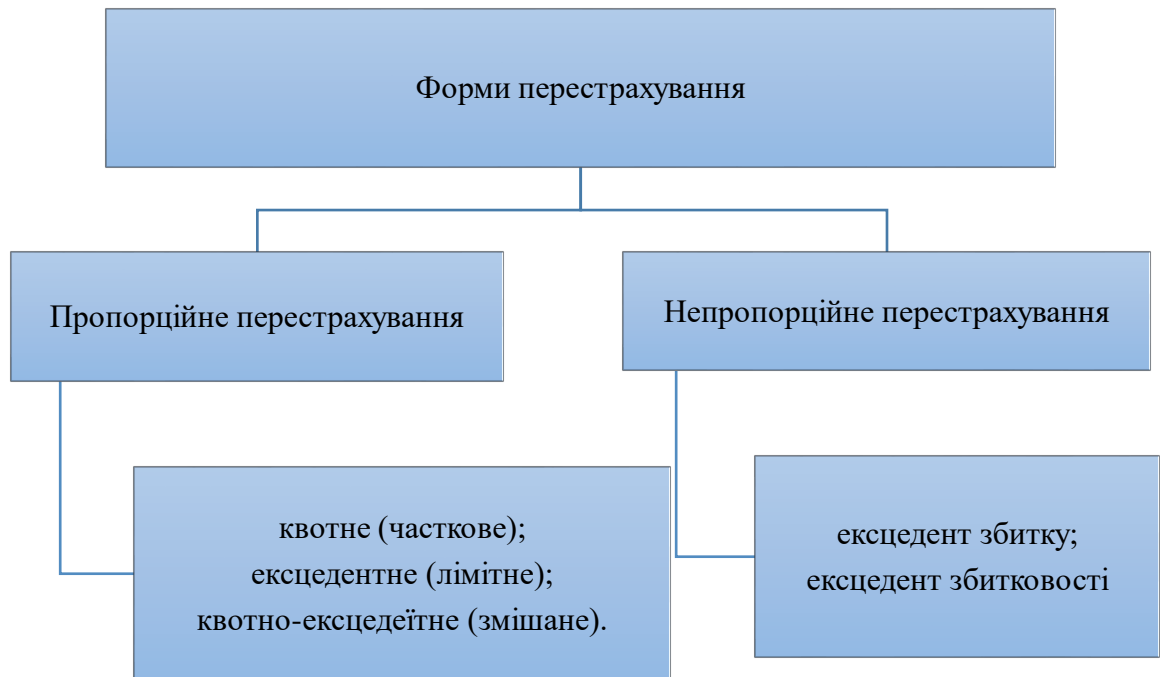 Форми перестрахування
Пропорційне перестрахування
Непропорційне перестрахування
квотне (часткове);
ексцедентне (лімітне);
квотно-ексцедеїтне (змішане).
ексцедент збитку;
ексцедент збитковості